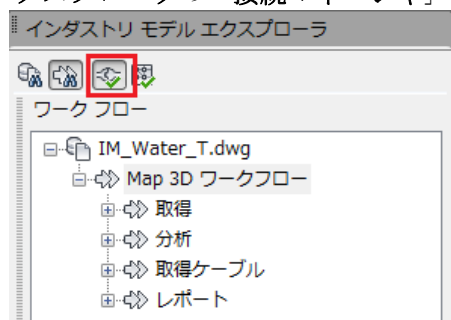 インダストリ モデル エクスプローラ
ワーク フロー
IM_Water_T.dwg
Map 3D ワークフロー
取得
分析
取得ケーブル
レポート